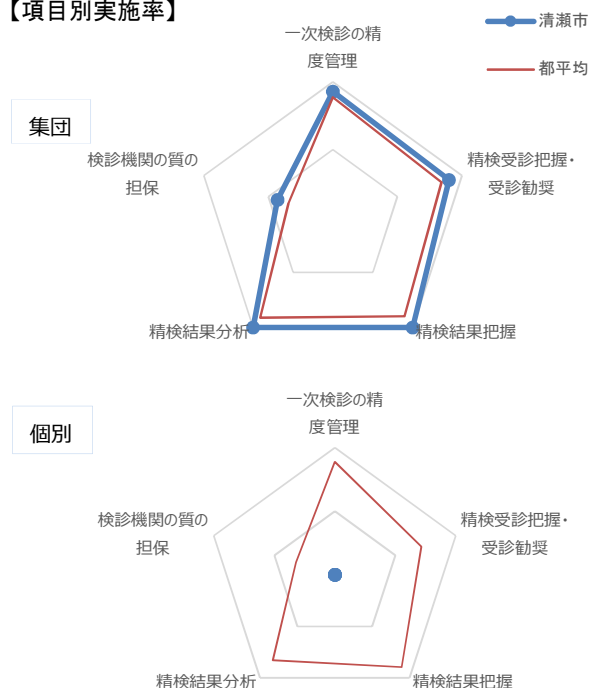 【項目別実施率】
清瀬市
都平均
集団
一次検診の精
度管理
精検受診把握・
受診勧奨
精検結果把握
精検結果分析
検診機関の質の
担保
個別
一次検診の精
度管理
精検受診把握・
受診勧奨
精検結果把握
精検結果分析
検診機関の質の
担保